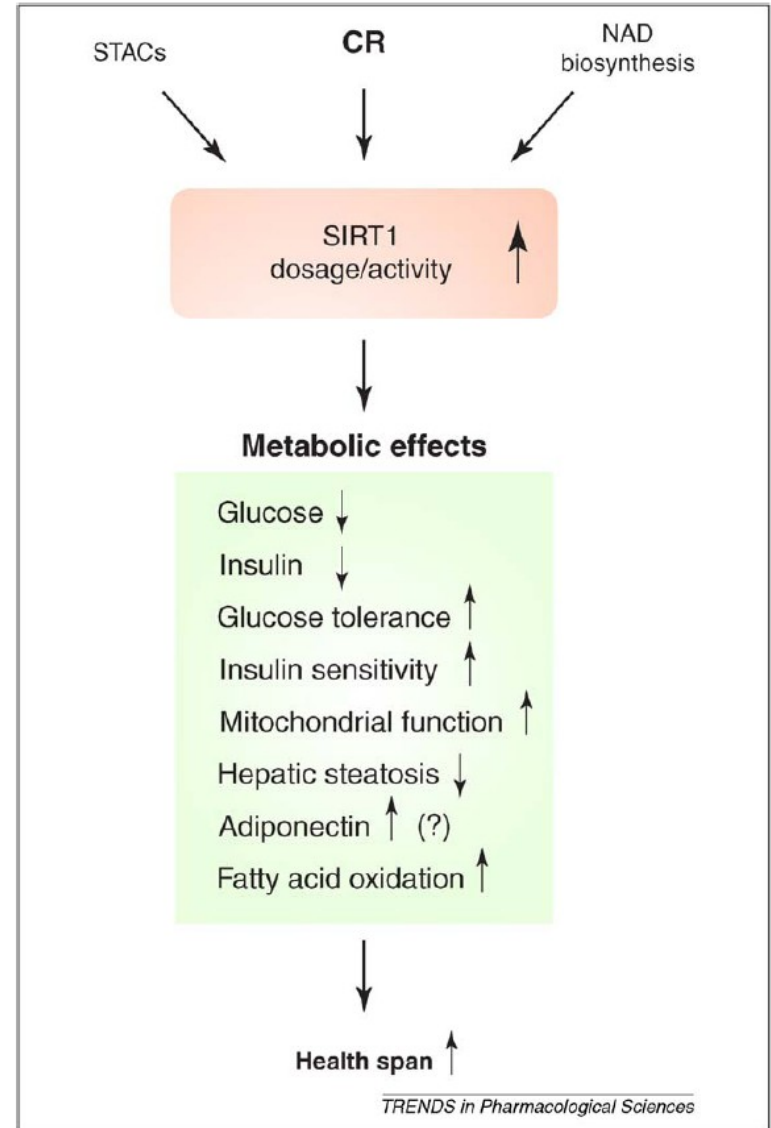 STACs
CR
NAD
biosynthesis
SIRT1
dosage/activity
Metabolic effects
Glucose ↓
Insulin ↓
Glucose tolerance ↑
Insulin sensitivity ↑
Mitochondrial function ↑
Hepatic steatosis ↓
Adiponectin ↑ (?)
Fatty acid oxidation ↑
Health span ↑
TRENDS in Pharmacological Sciences